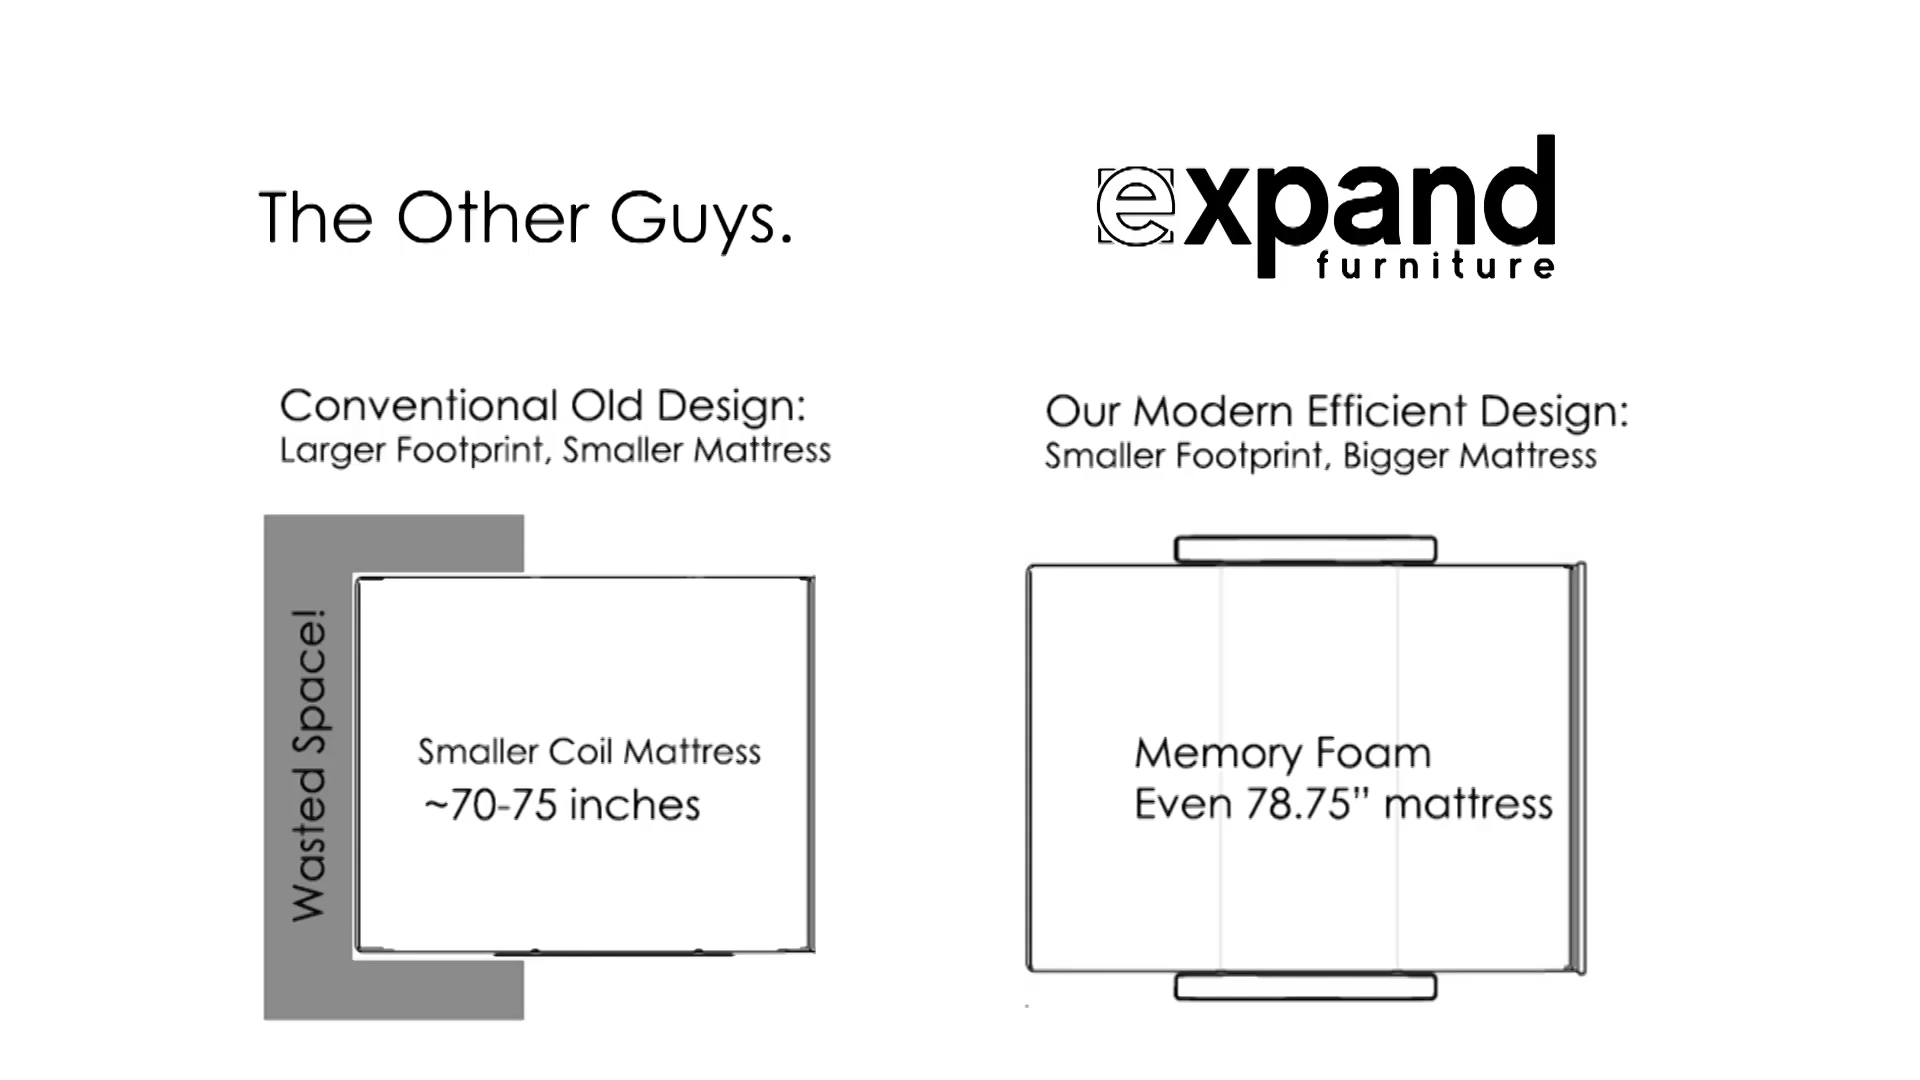 The Other Guys.
expand
furniture
Conventional Old Design:
Larger Footprint, Smaller Mattress
Our Modern Efficient Design:
Smaller Footprint, Bigger Mattress
Wasted Space!
Smaller Coil Mattress
~70-75 inches
Memory Foam
Even 78.75” mattress